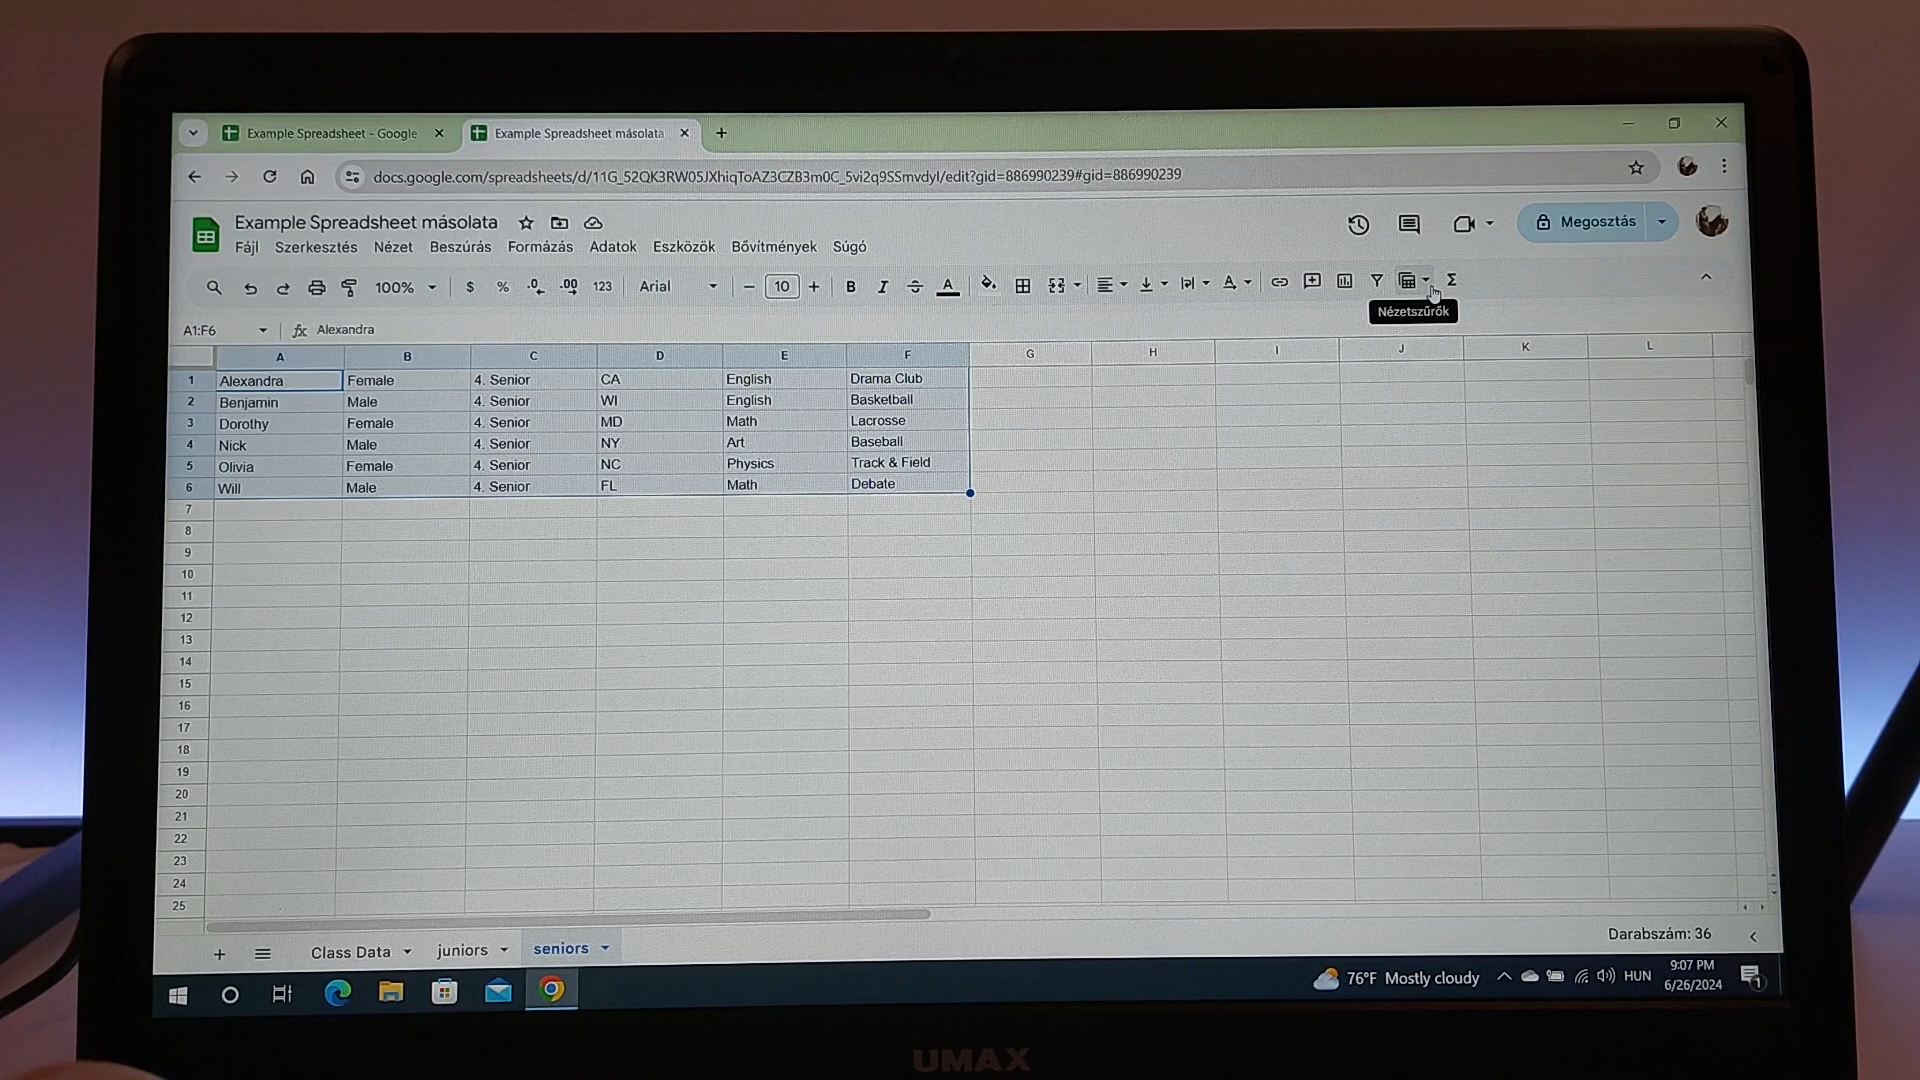 Example Spreadsheet - Google
Example Spreadsheet másolata
docs.google.com/spreadsheets/d/11G_52QK3RW05JXhiqToAZ3CZB3m0C_5vi2q9SSmvdyI/edit?gid=886990239#gid=886990239
Example Spreadsheet másolata
Megosztás
Fájl Szerkesztés Nézet Beszúrás Formázás Adatok Eszközök Bővítmények Súgó
100% $ % .0 .00 123 Arial 10 B I A A Σ
Nézetszűrők
A1:F6 fx Alexandra
A B C D E F G H I J K L
1 Alexandra Female 4. Senior CA English Drama Club
2 Benjamin Male 4. Senior WI English Basketball
3 Dorothy Female 4. Senior MD Math Lacrosse
4 Nick Male 4. Senior NY Art Baseball
5 Olivia Female 4. Senior NC Physics Track & Field
6 Will Male 4. Senior FL Math Debate
7
8
9
10
11
12
13
14
15
16
17
18
19
20
21
22
23
24
25
Class Data juniors seniors Darabszám: 36
76°F Mostly cloudy HUN 9:07 PM
6/26/2024 1
UMAX